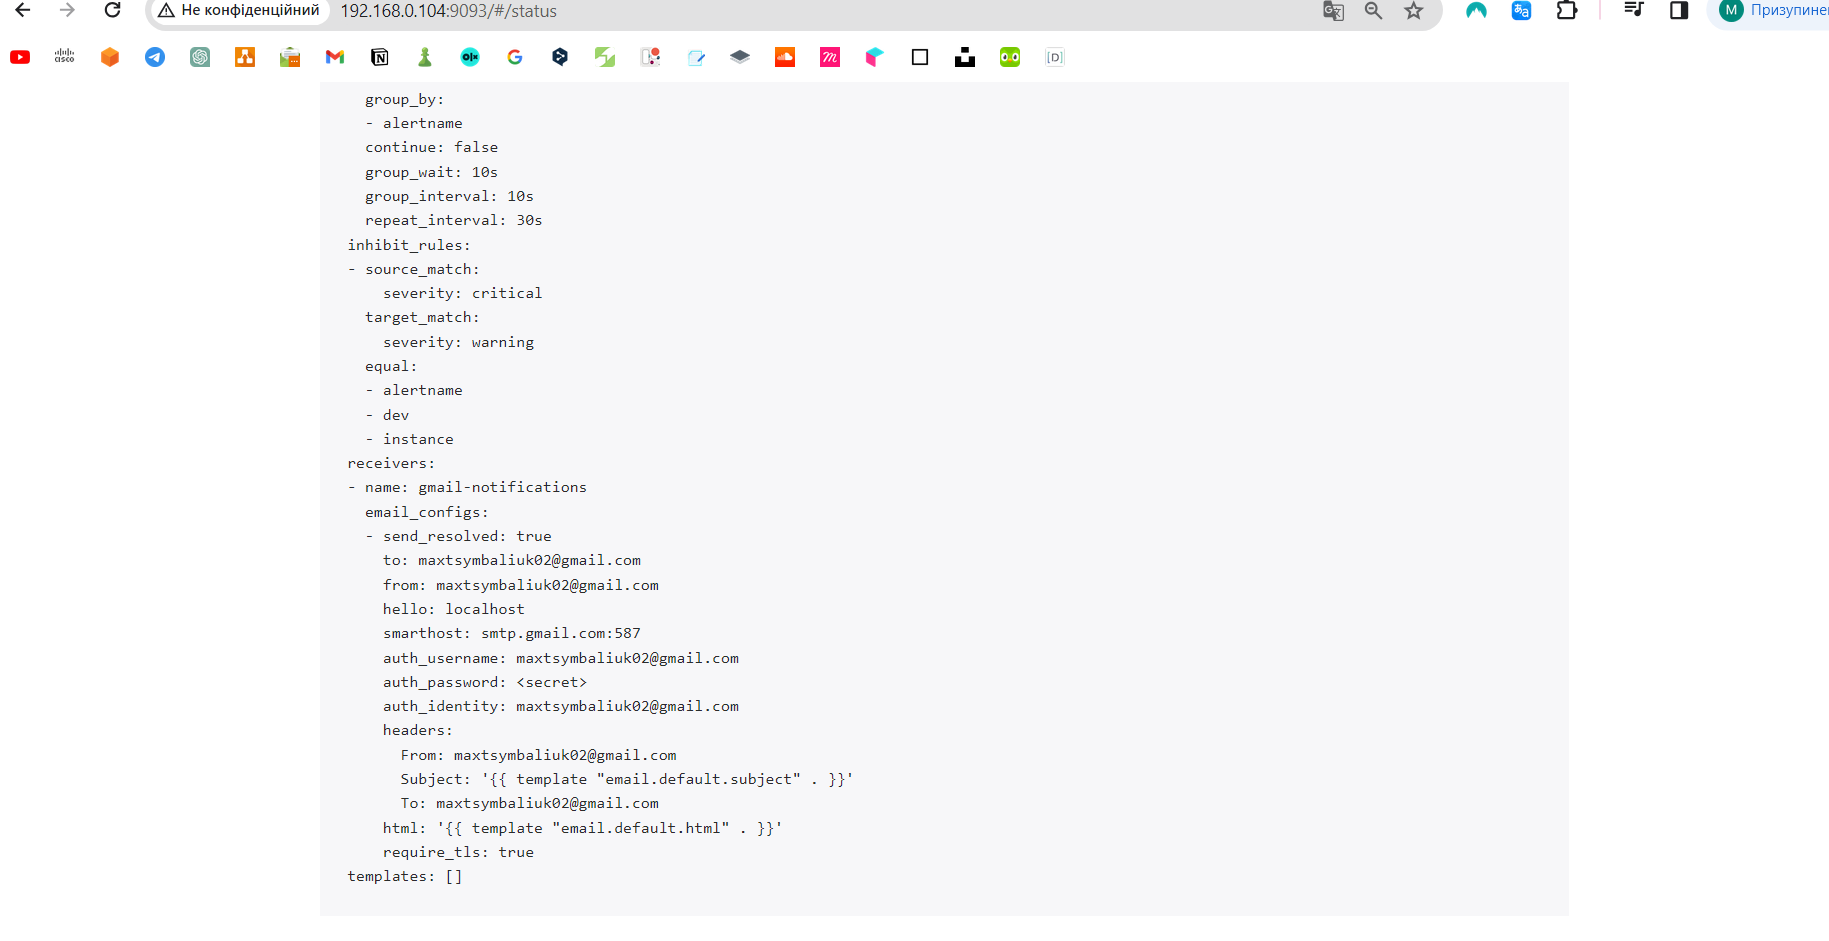 Не конфіденційний
192.168.0.104:9093/#/status
M
Призупине
group_by:
- alertname
continue: false
group_wait: 10s
group_interval: 10s
repeat_interval: 30s
inhibit_rules:
- source_match:
severity: critical
target_match:
severity: warning
equal:
- alertname
- dev
- instance
receivers:
- name: gmail-notifications
email_configs:
- send_resolved: true
to: maxtsymbaliuk02@gmail.com
from: maxtsymbaliuk02@gmail.com
hello: localhost
smarthost: smtp.gmail.com:587
auth_username: maxtsymbaliuk02@gmail.com
auth_password: <secret>
auth_identity: maxtsymbaliuk02@gmail.com
headers:
From: maxtsymbaliuk02@gmail.com
Subject: '{{ template "email.default.subject" . }}'
To: maxtsymbaliuk02@gmail.com
html: '{{ template "email.default.html" . }}'
require_tls: true
templates: []